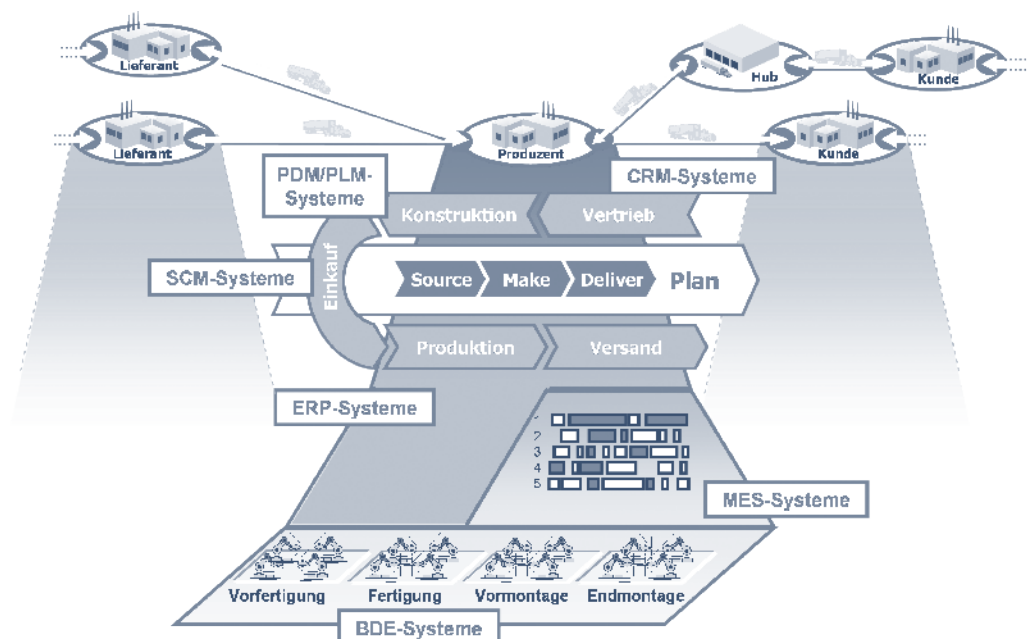 Lieferant
Hub
Kunde
Lieferant
Produzent
Kunde
PDM/PLM-
Systeme
CRM-Systeme
Konstruktion
Vertrieb
SCM-Systeme
Einkauf
Source
Make
Deliver
Plan
Produktion
Versand
ERP-Systeme
1
2
3
4
5
MES-Systeme
Vorfertigung
Fertigung
Vormontage
Endmontage
BDE-Systeme